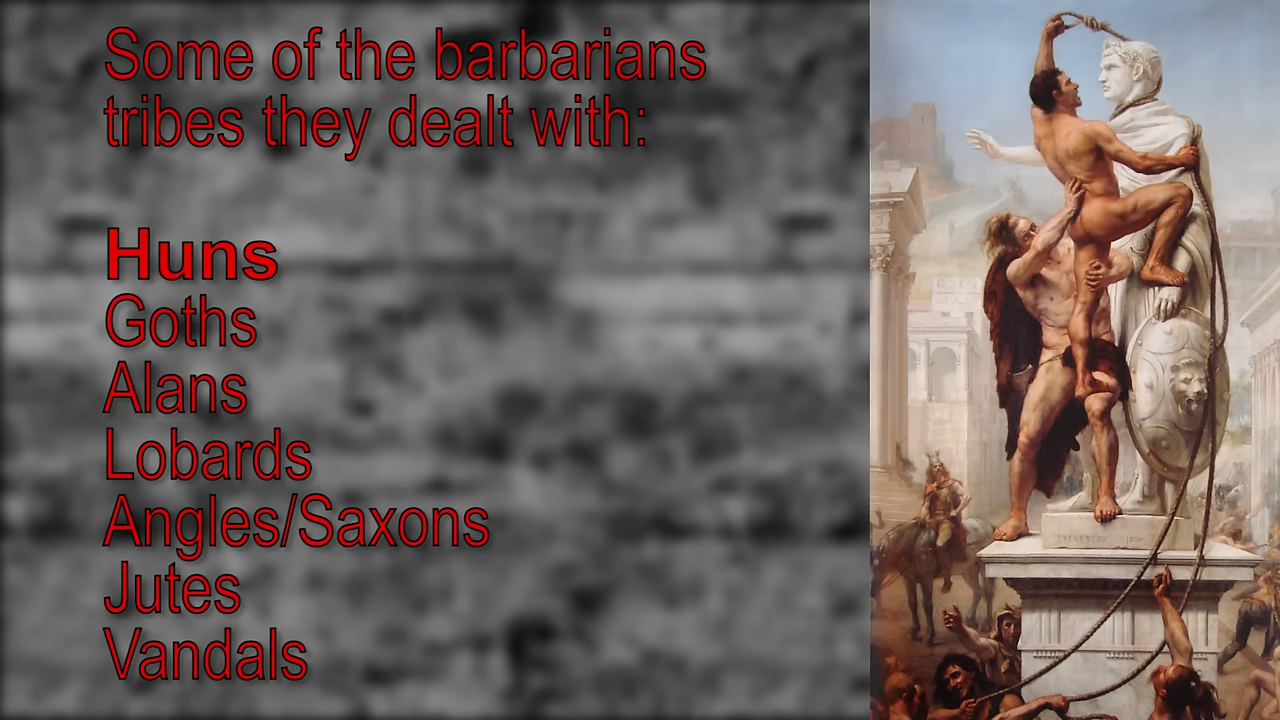 Some of the barbarians
tribes they dealt with:
Huns
Goths
Alans
Lobards
Angles/Saxons
Jutes
Vandals